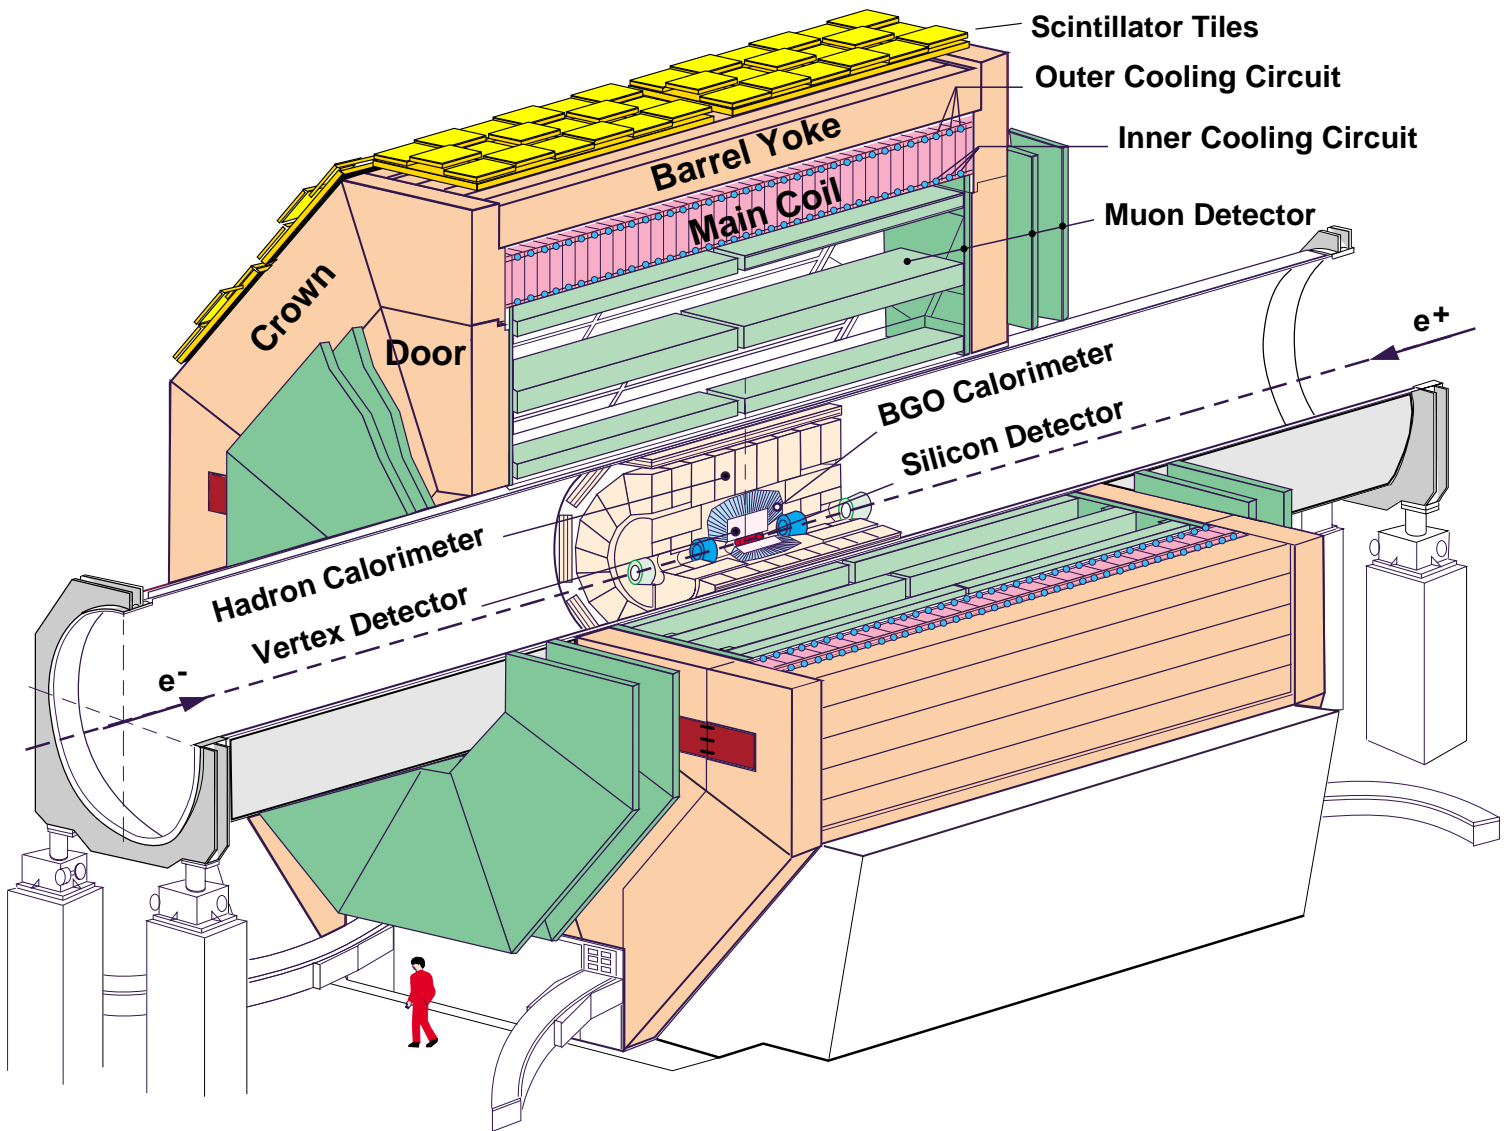 Scintillator Tiles
Outer Cooling Circuit
Inner Cooling Circuit
Muon Detector
Barrel Yoke
Main Coil
Crown
Door
e+
BGO Calorimeter
Silicon Detector
Hadron Calorimeter
Vertex Detector
e-